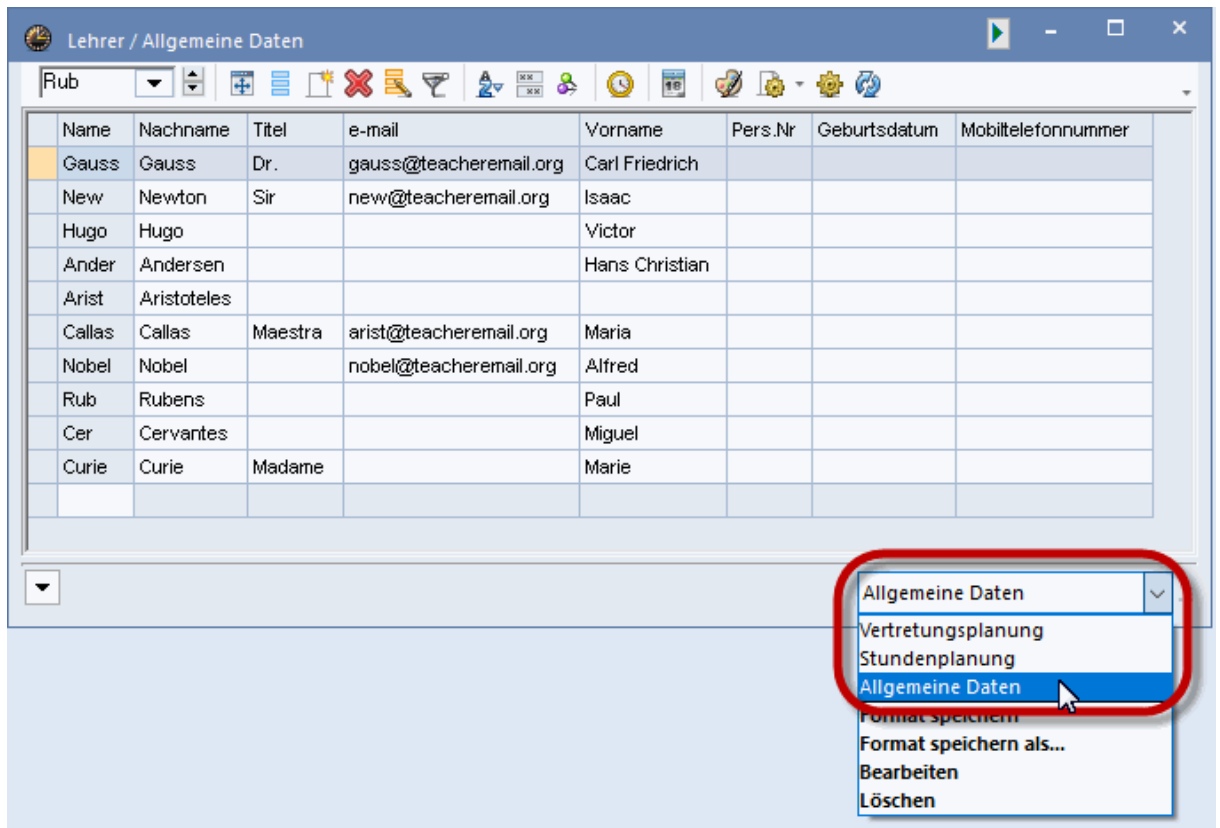 Lehrer / Allgemeine Daten
Rub
Name Nachname Titel e-mail Vorname Pers.Nr Geburtsdatum Mobiltelefonnummer
Gauss Gauss Dr. gauss@teacheremail.org Carl Friedrich
New Newton Sir new@teacheremail.org Isaac
Hugo Hugo Victor
Ander Andersen Hans Christian
Arist Aristoteles
Callas Callas Maestra arist@teacheremail.org Maria
Nobel Nobel nobel@teacheremail.org Alfred
Rub Rubens Paul
Cer Cervantes Miguel
Curie Curie Madame Marie
Allgemeine Daten
Vertretungsplanung
Stundenplanung
Allgemeine Daten
Format speichern
Format speichern als...
Bearbeiten
Löschen